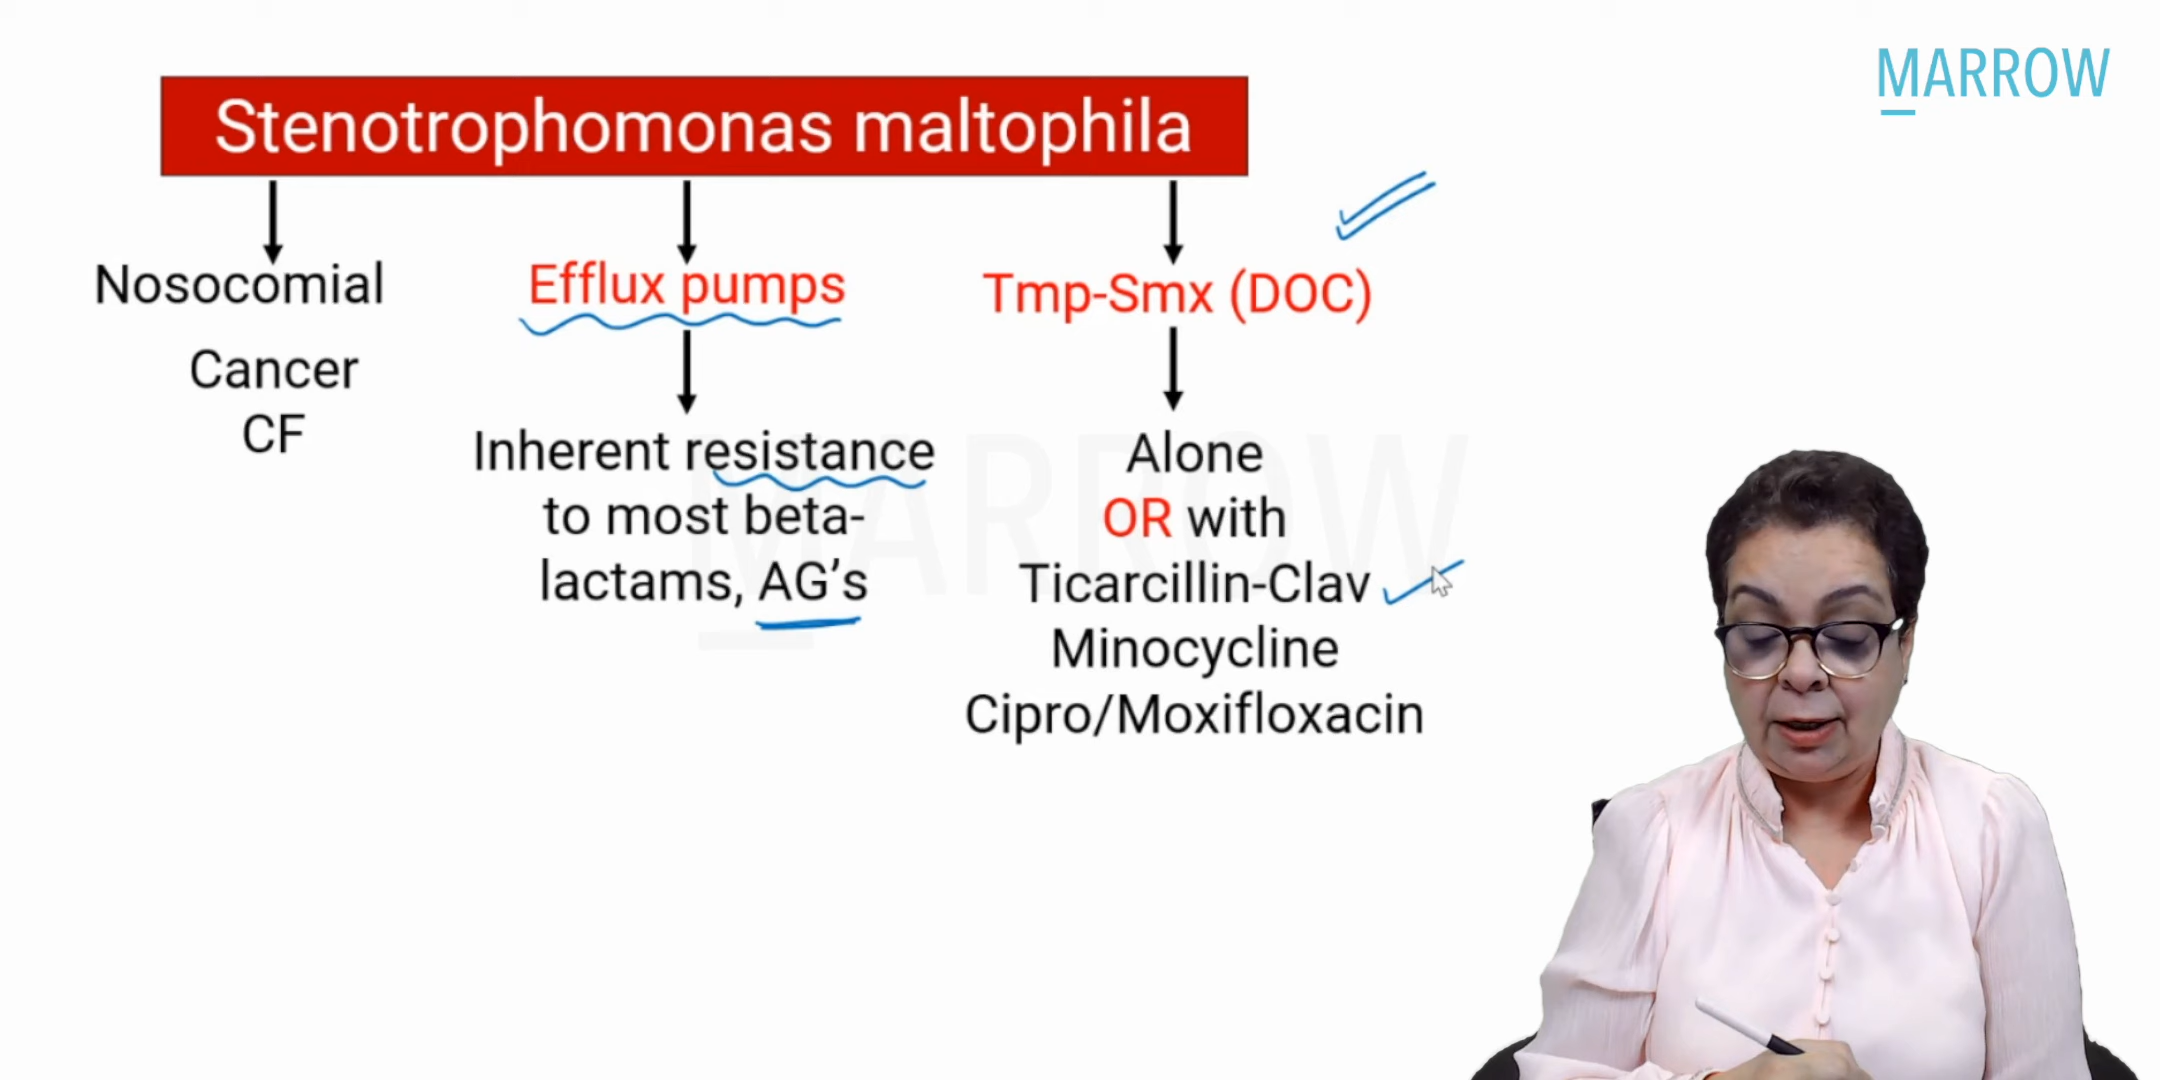 MARROW
Stenotrophomonas maltophila
Nosocomial
Cancer
CF
Efflux pumps
Inherent resistance
to most beta-
lactams, AG's
Tmp-Smx (DOC)
Alone
OR with
Ticarcillin-Clav
Minocycline
Cipro/Moxifloxacin
MARROW